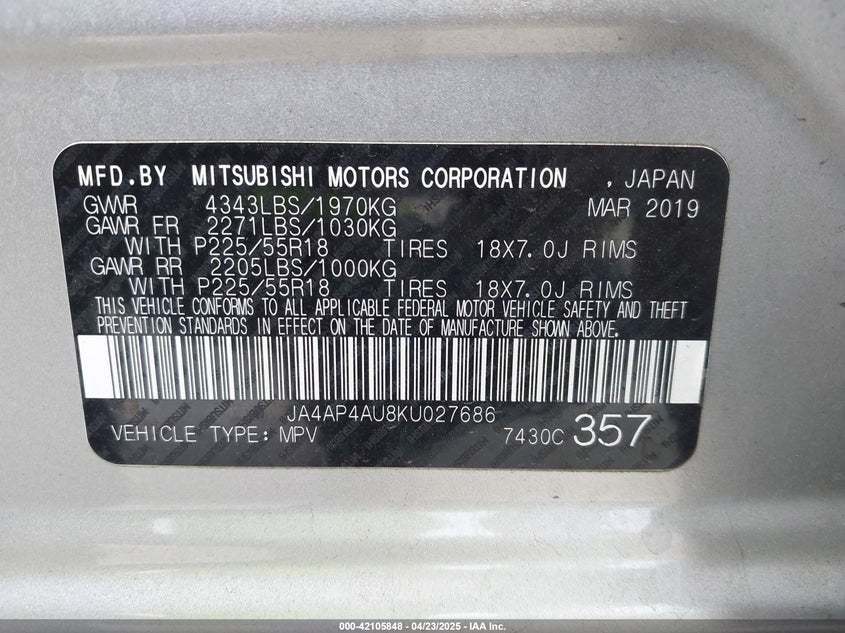 MFD.BY MITSUBISHI MOTORS CORPORATION , JAPAN
GVWR 4343LBS/1970KG MAR 2019
GAWR FR 2271LBS/1030KG
WITH P225/55R18 TIRES 18X7.0J RIMS
GAWR RR 2205LBS/1000KG
WITH P225/55R18 TIRES 18X7.0J RIMS
THIS VEHICLE CONFORMS TO ALL APPLICABLE FEDERAL MOTOR VEHICLE SAFETY AND THEFT
PREVENTION STANDARDS IN EFFECT ON THE DATE OF MANUFACTURE SHOWN ABOVE.
JA4AP4AU8KU027686
VEHICLE TYPE: MPV 7430C 357
000-42105848 - 04/23/2025 - IAA Inc.